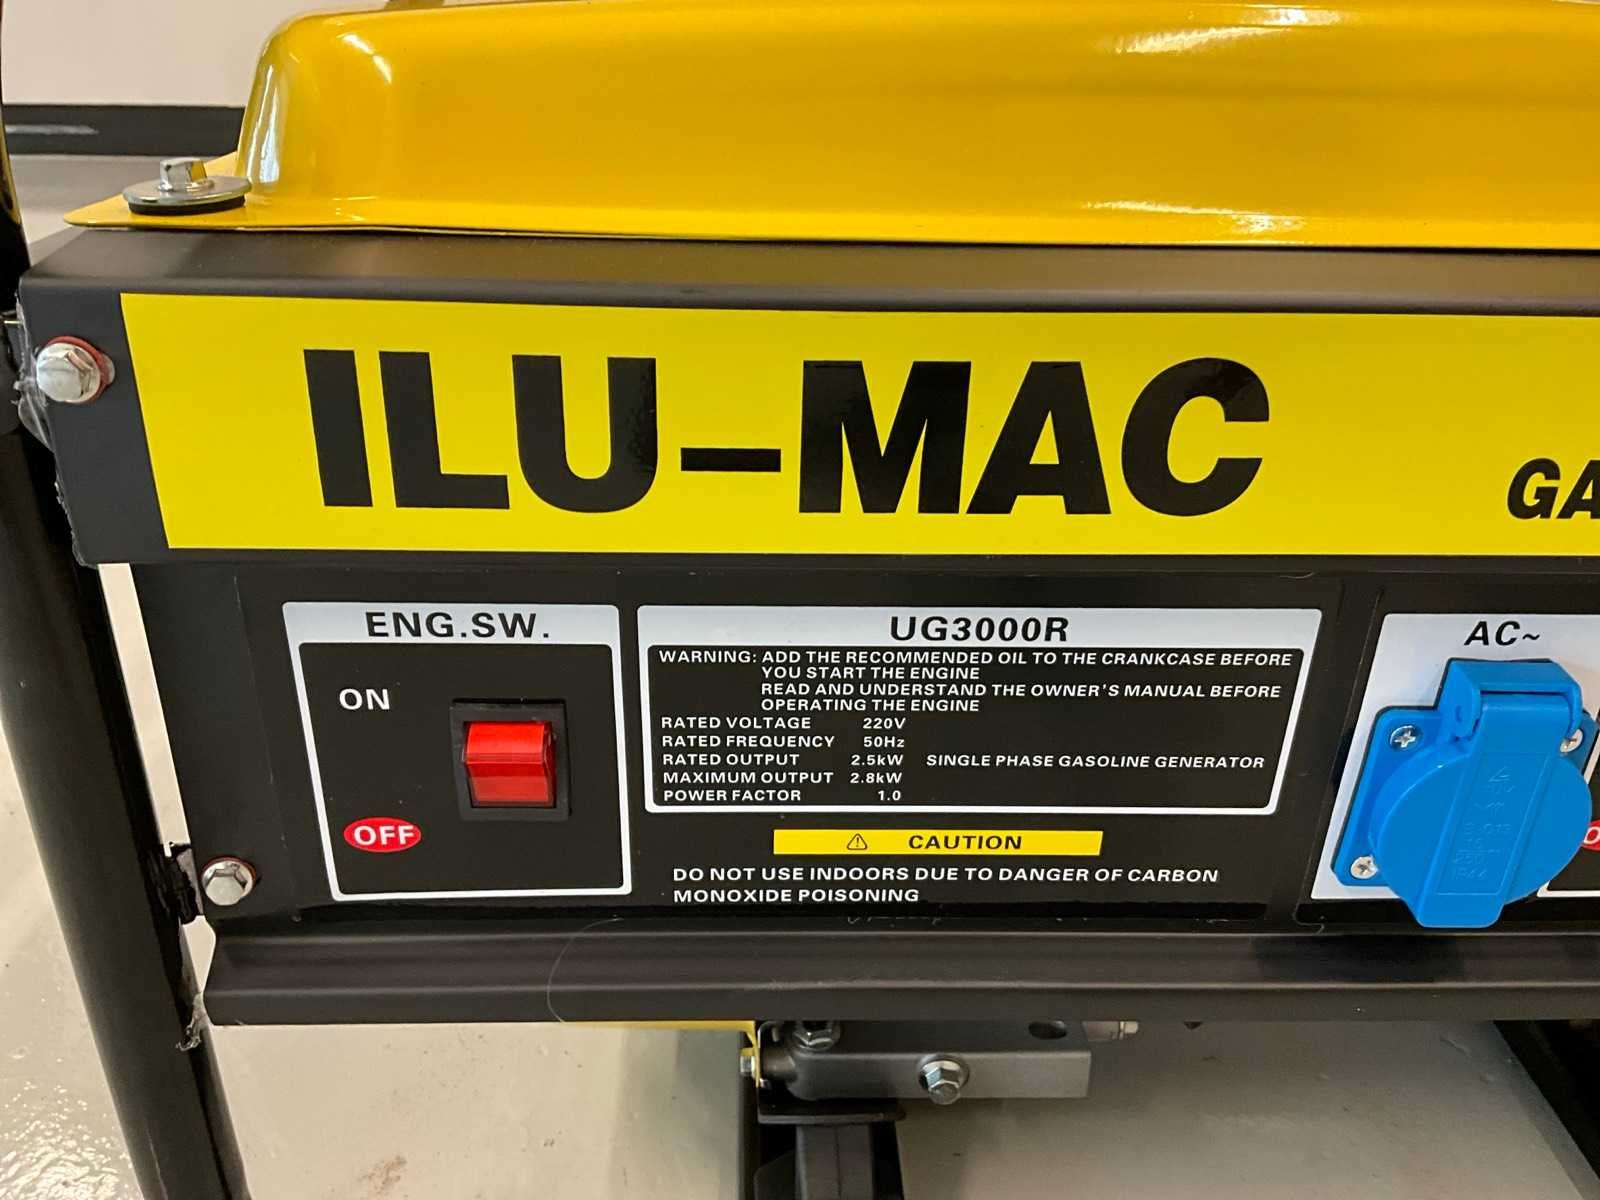 ILU-MAC
GA
ENG.SW.
ON
OFF
UG3000R
WARNING: ADD THE RECOMMENDED OIL TO THE CRANKCASE BEFORE
YOU START THE ENGINE
READ AND UNDERSTAND THE OWNER'S MANUAL BEFORE
OPERATING THE ENGINE
RATED VOLTAGE 220V
RATED FREQUENCY 50Hz
RATED OUTPUT 2.5kW SINGLE PHASE GASOLINE GENERATOR
MAXIMUM OUTPUT 2.8kW
POWER FACTOR 1.0
⚠ CAUTION
DO NOT USE INDOORS DUE TO DANGER OF CARBON
MONOXIDE POISONING
AC~